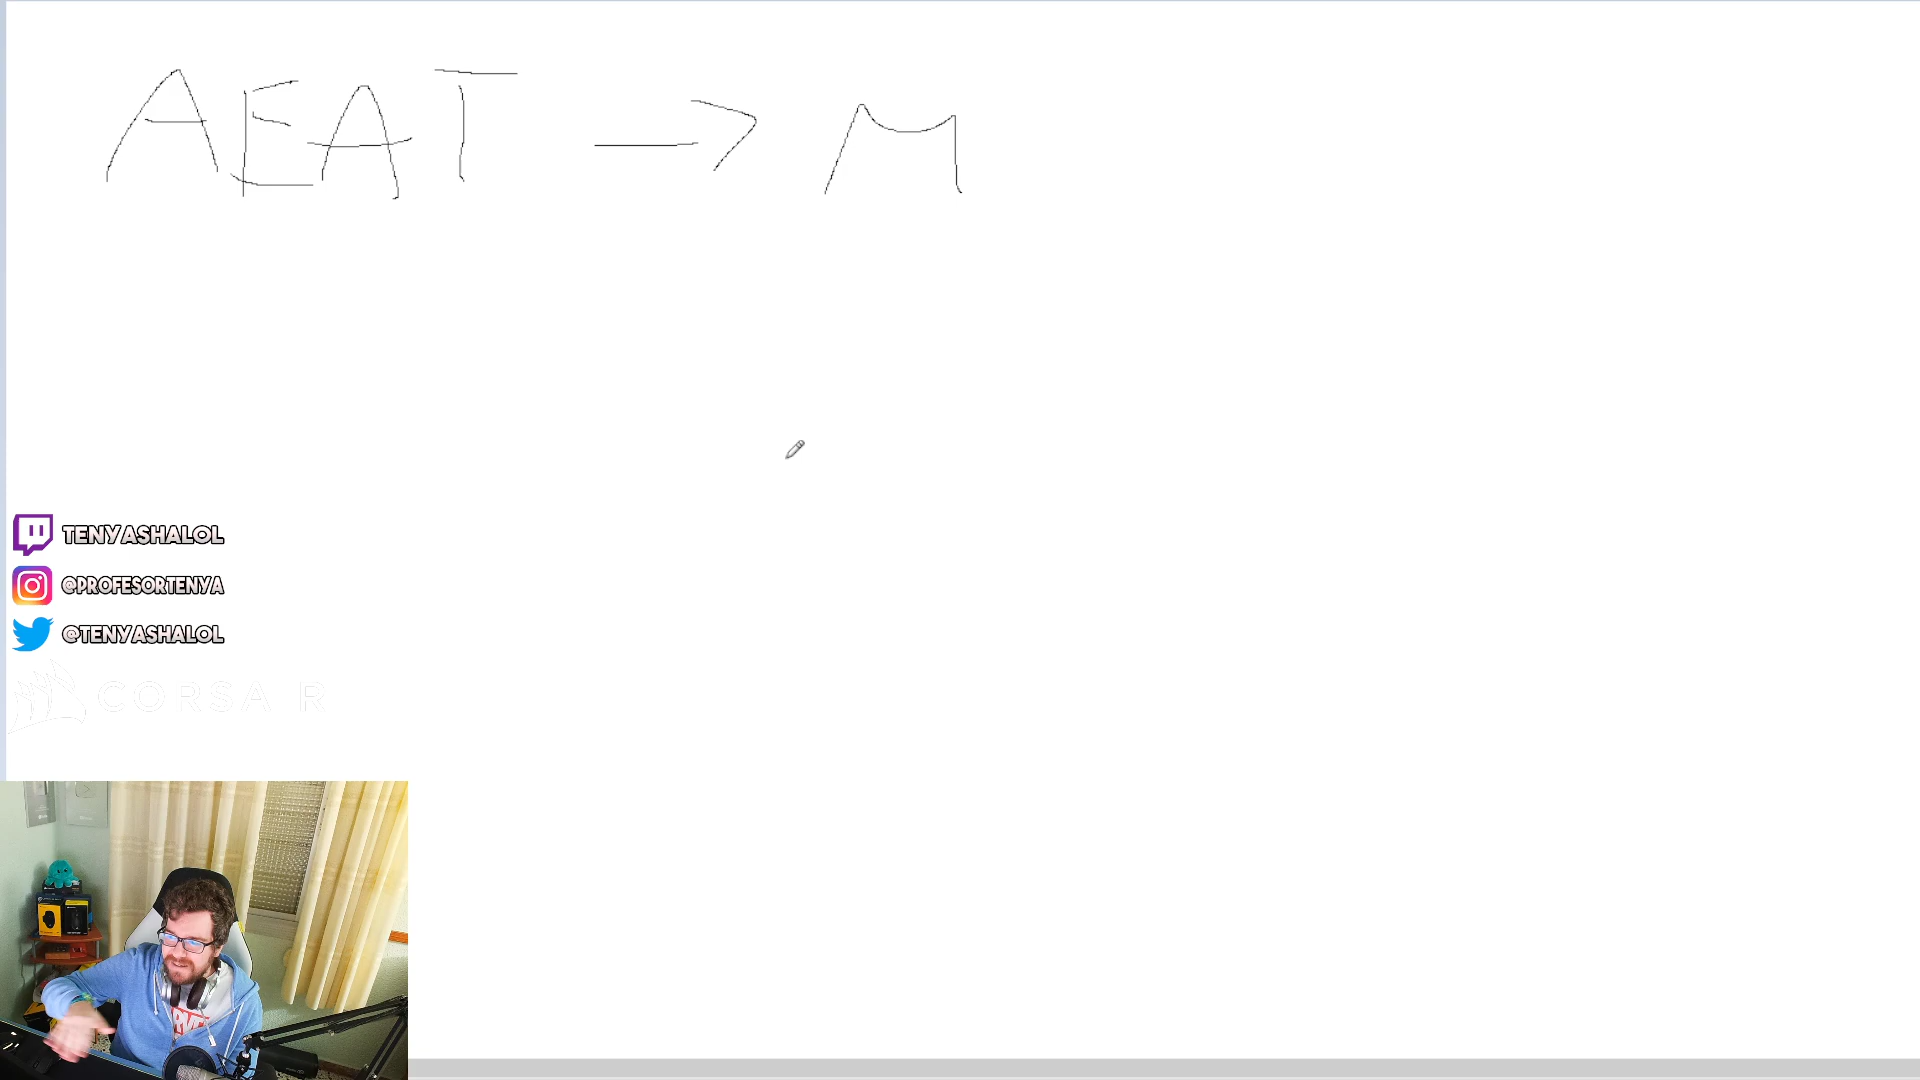 AEAT → M
TENYASHALOL
@PROFESORTENYA
@TENYASHALOL
CORSAIR